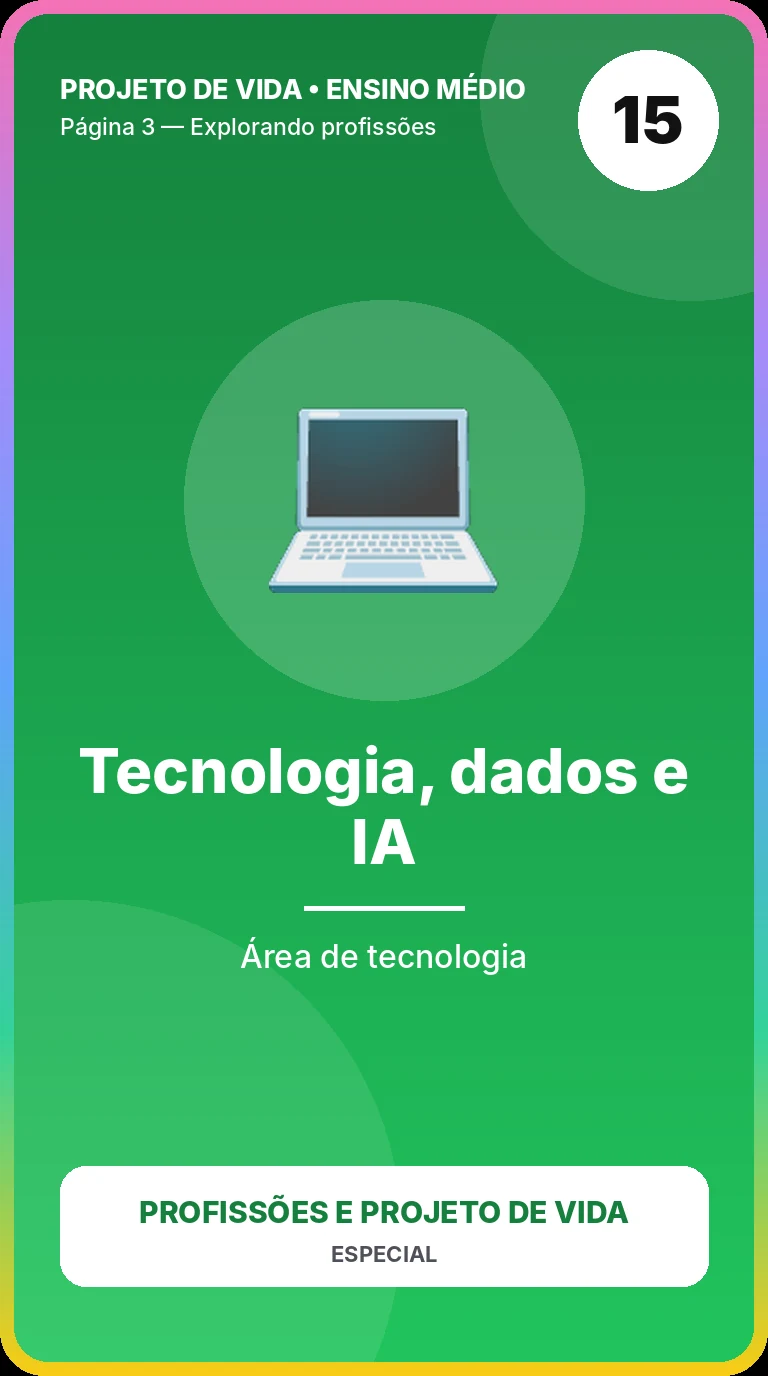 PROJETO DE VIDA • ENSINO MÉDIO
Página 3 — Explorando profissões
15
Tecnologia, dados e
IA
Área de tecnologia
PROFISSÕES E PROJETO DE VIDA
ESPECIAL